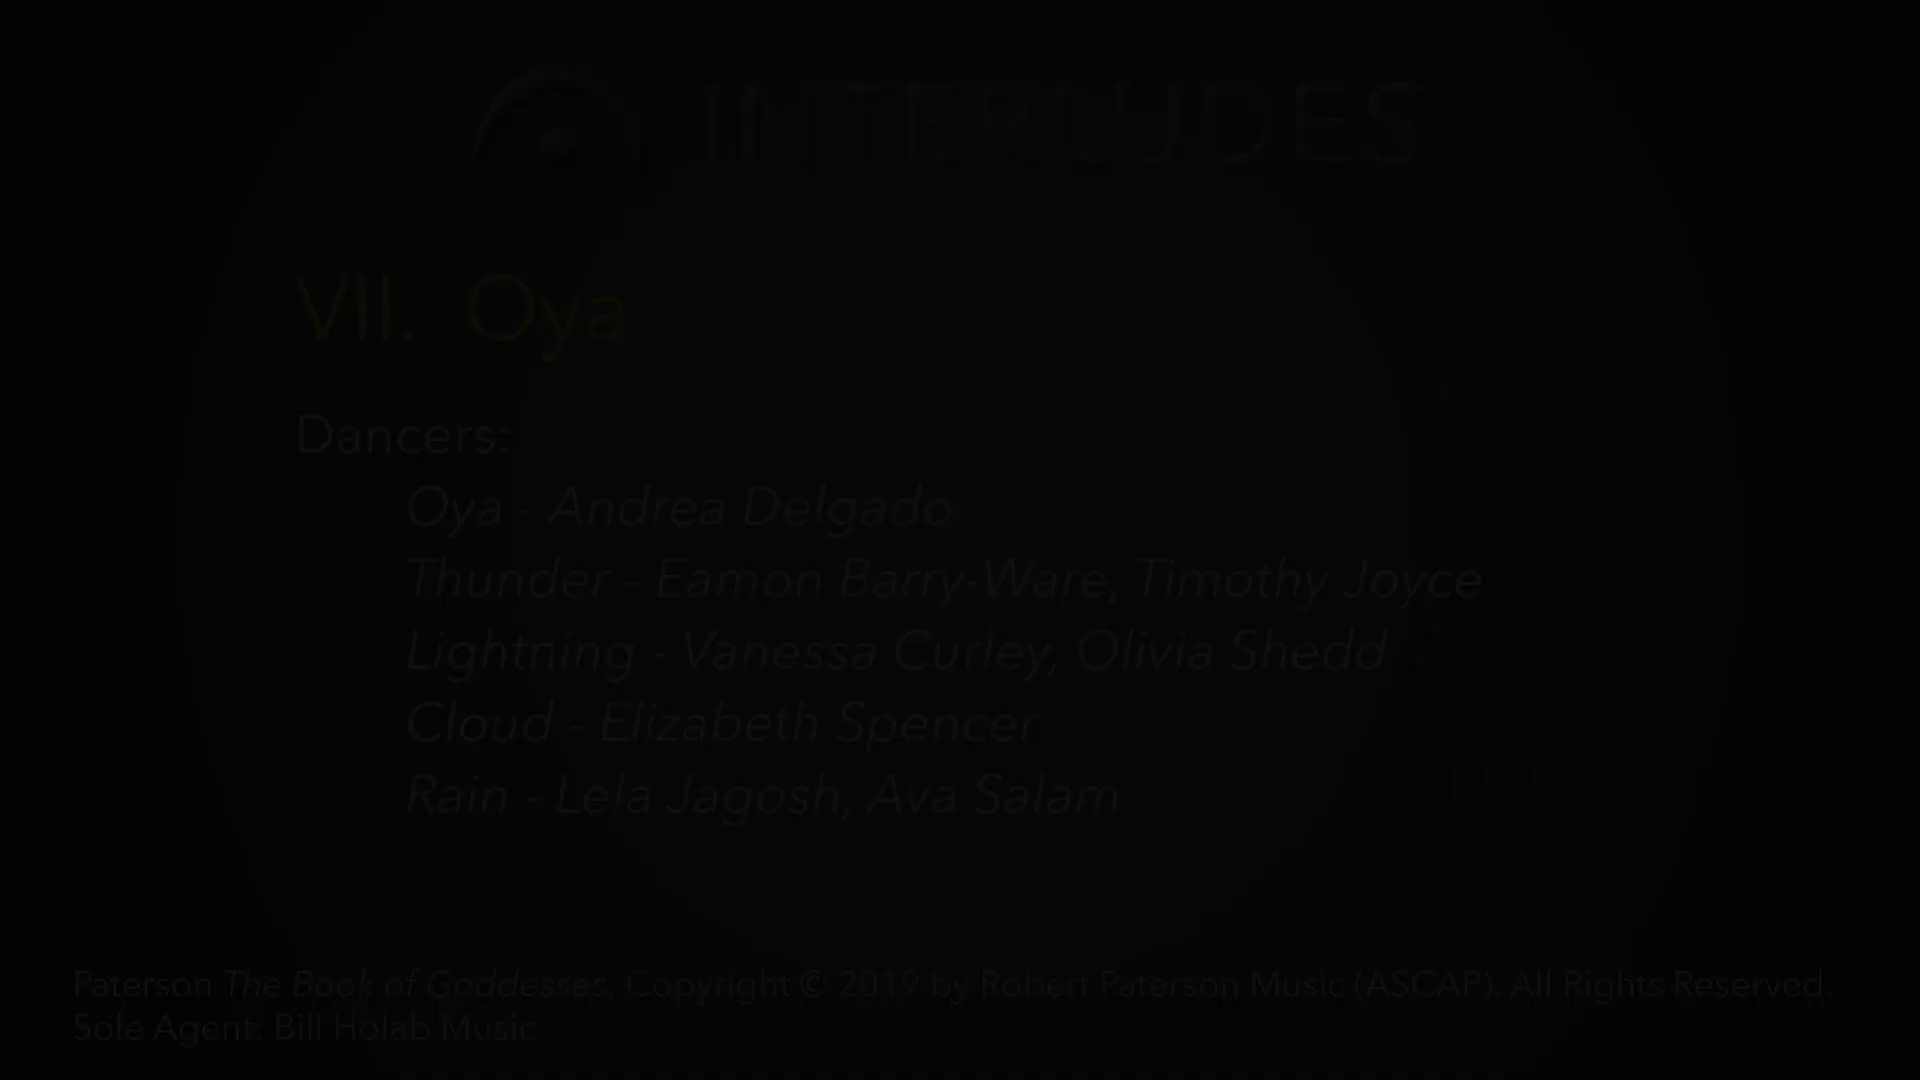 INTERLUDES
VII. Oya
Dancers:
Oya - Andrea Delgado
Thunder - Eamon Barry-Ware, Timothy Joyce
Lightning - Vanessa Curley, Olivia Shedd
Cloud - Elizabeth Spencer
Rain - Lela Jagosh, Ava Salam
Paterson The Book of Goddesses. Copyright © 2019 by Robert Paterson Music (ASCAP). All Rights Reserved.
Sole Agent: Bill Holab Music